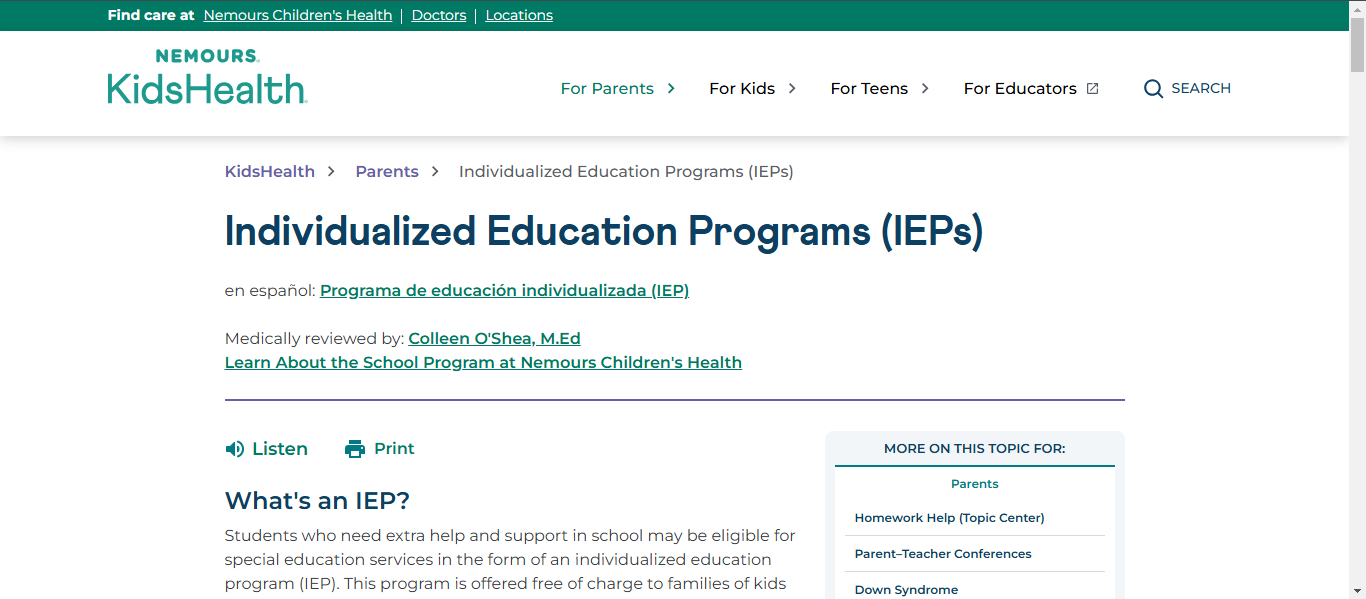 Find care at Nemours Children's Health | Doctors | Locations
NEMOURS
KidsHealth
For Parents
For Kids
For Teens
For Educators
SEARCH
KidsHealth > Parents > Individualized Education Programs (IEPs)
Individualized Education Programs (IEPs)
en español: Programa de educación individualizada (IEP)
Medically reviewed by: Colleen O'Shea, M.Ed
Learn About the School Program at Nemours Children's Health
Listen
Print
What's an IEP?
Students who need extra help and support in school may be eligible for
special education services in the form of an individualized education
program (IEP). This program is offered free of charge to families of kids
MORE ON THIS TOPIC FOR:
Parents
Homework Help (Topic Center)
Parent–Teacher Conferences
Down Syndrome